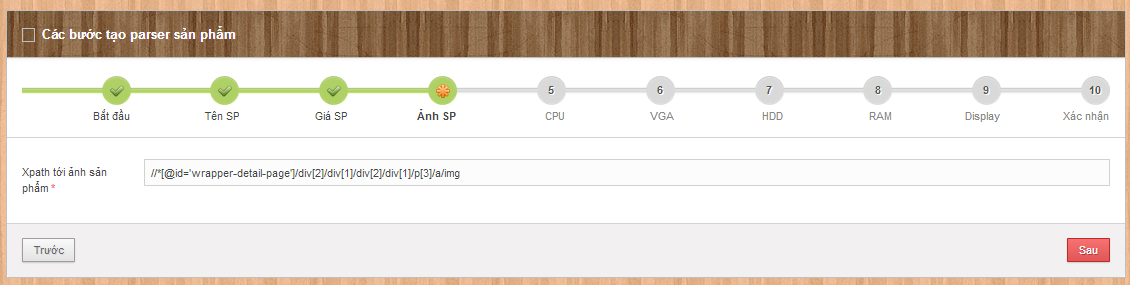 Các bước tạo parser sản phẩm
5 6 7 8 9 10
Bắt đầu Tên SP Giá SP Ảnh SP CPU VGA HDD RAM Display Xác nhận
Xpath tới ảnh sản
phẩm *
//*[@id='wrapper-detail-page']/div[2]/div[1]/div[2]/div[1]/p[3]/a/img
Trước Sau